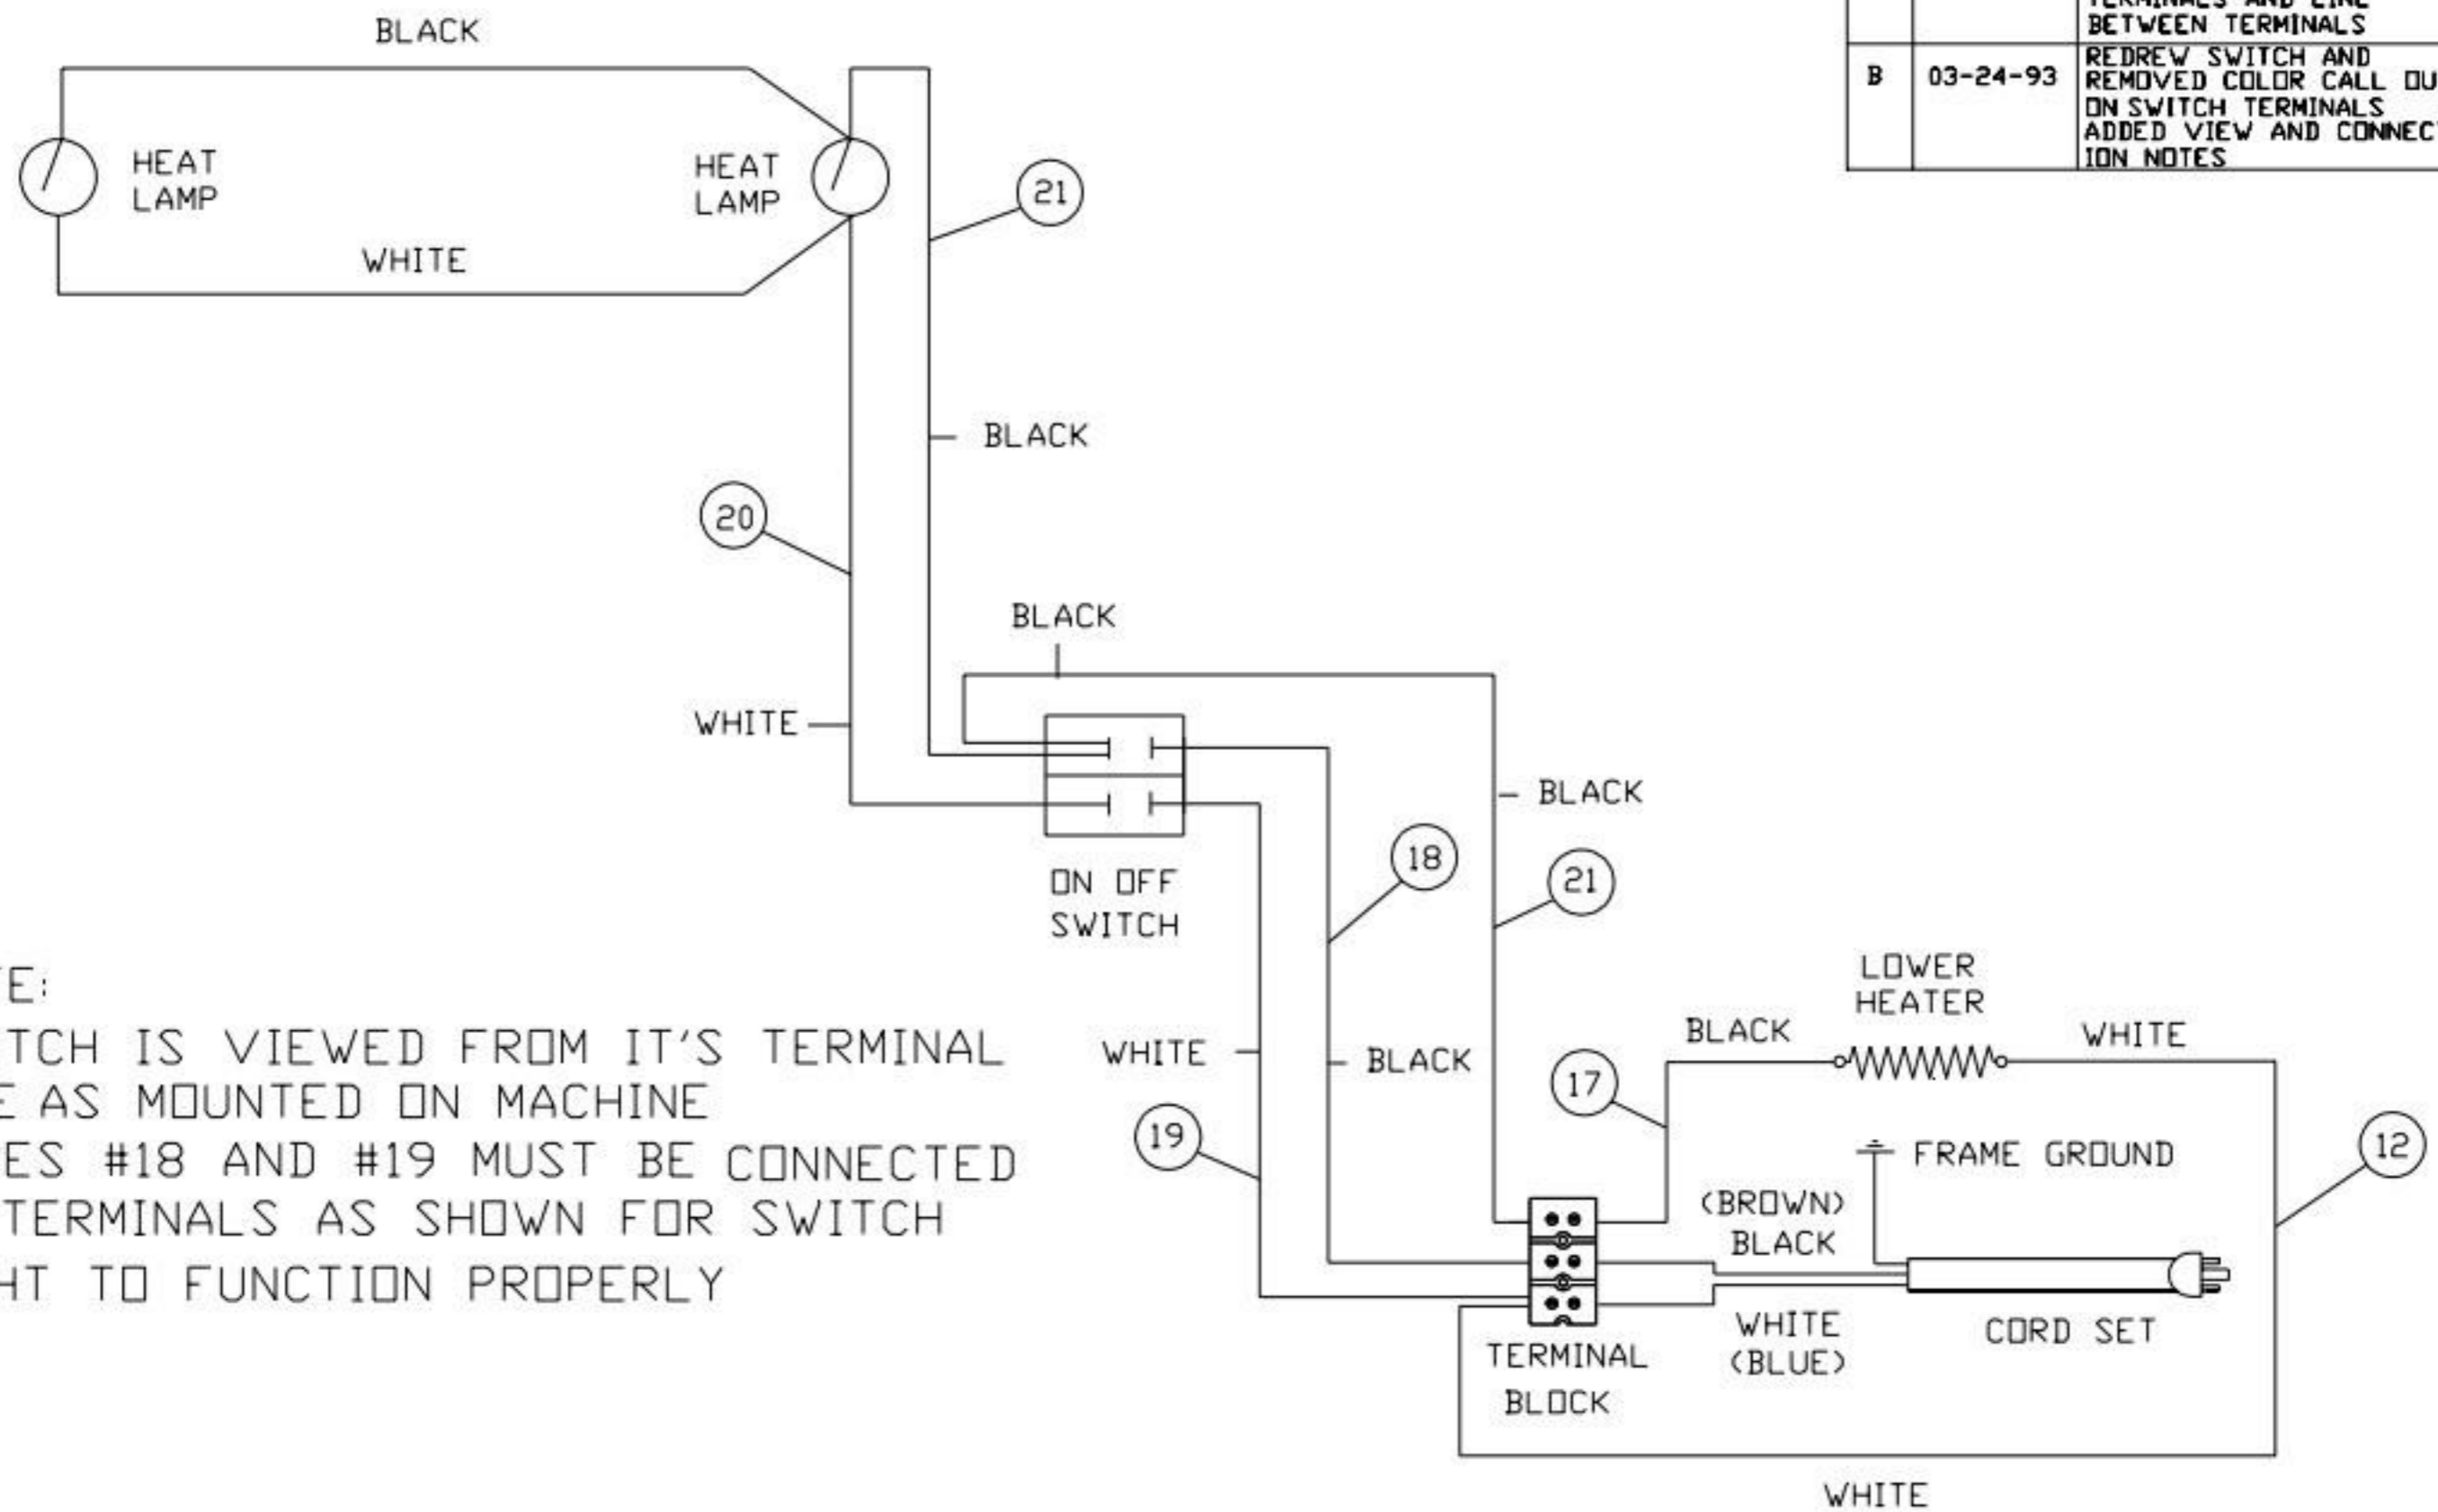 BETWEEN TERMINALS
B 03-24-93 REDREW SWITCH AND
REMOVED COLOR CALL OU
ON SWITCH TERMINALS
ADDED VIEW AND CONNEC
ION NOTES
BLACK
HEAT
LAMP
HEAT
LAMP
WHITE
21
BLACK
20
BLACK
WHITE
BLACK
ON OFF
SWITCH
18
21
LOWER
HEATER
BLACK
WHITE
WHITE
BLACK
17
19
FRAME GROUND
12
(BROWN)
BLACK
WHITE
(BLUE)
CORD SET
TERMINAL
BLOCK
WHITE
TE:
TCH IS VIEWED FROM IT'S TERMINAL
E AS MOUNTED ON MACHINE
ES #18 AND #19 MUST BE CONNECTED
TERMINALS AS SHOWN FOR SWITCH
HT TO FUNCTION PROPERLY